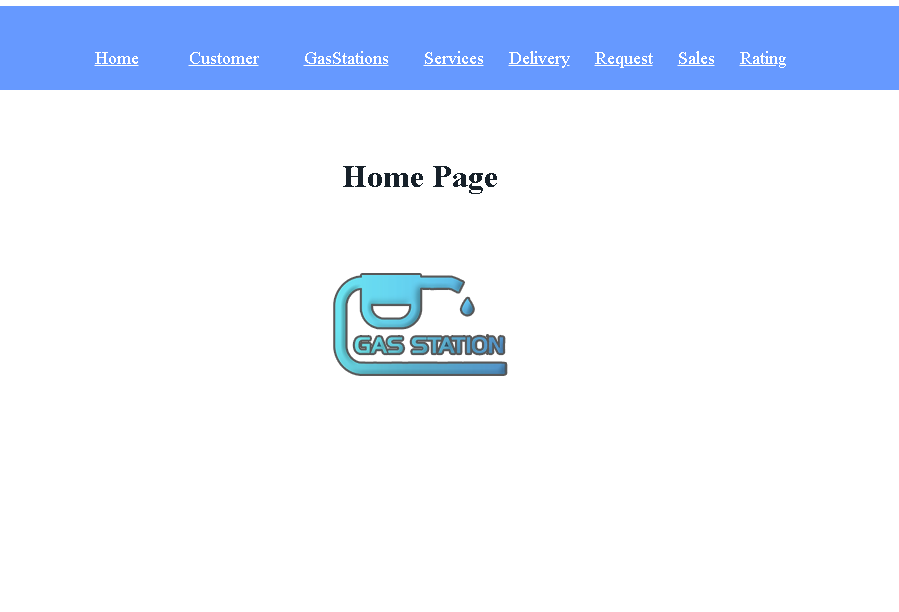 Home Customer GasStations Services Delivery Request Sales Rating
Home Page
GAS STATION